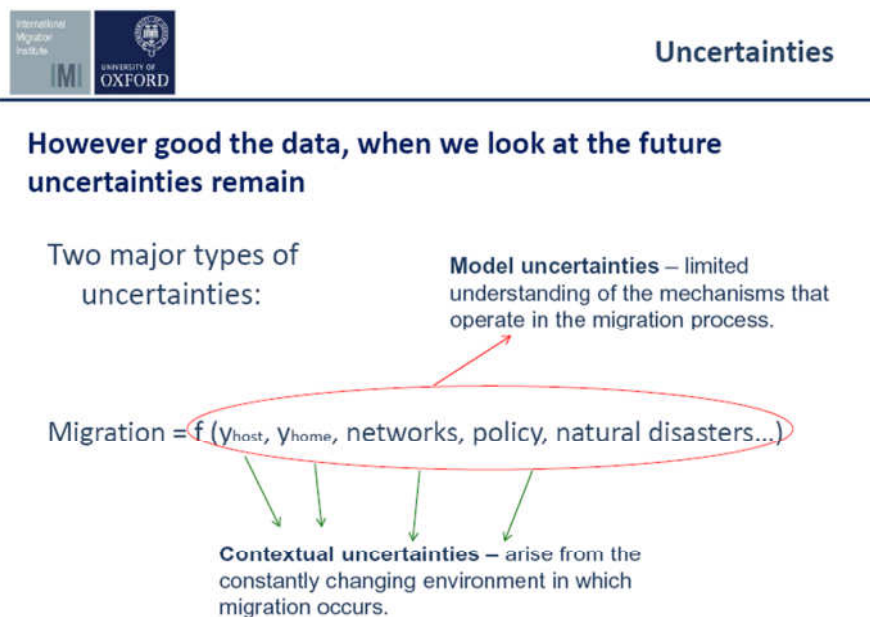 International
Migration
Institute
IMI
UNIVERSITY OF
OXFORD
Uncertainties
However good the data, when we look at the future
uncertainties remain
Two major types of
uncertainties:
Model uncertainties – limited
understanding of the mechanisms that
operate in the migration process.
Migration = f (yhost, yhome, networks, policy, natural disasters...)
Contextual uncertainties – arise from the
constantly changing environment in which
migration occurs.